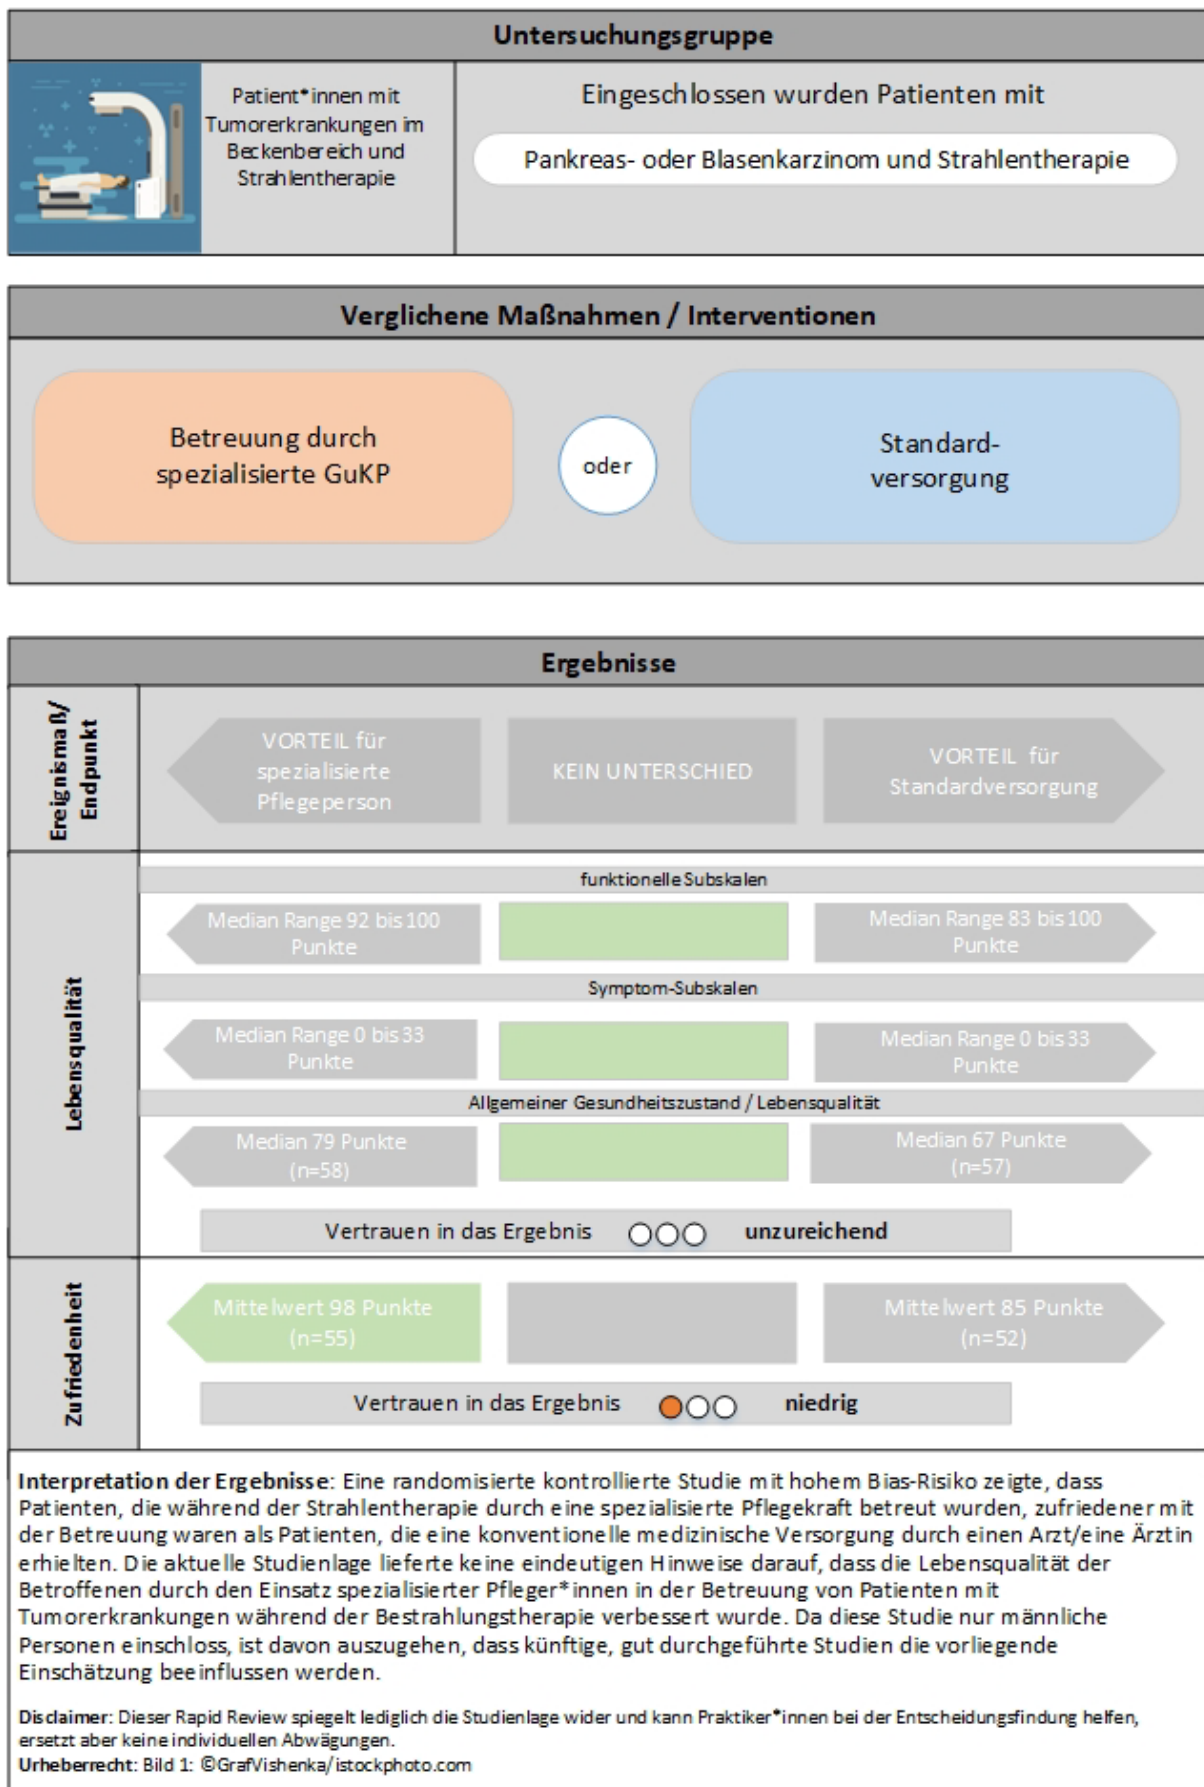 Untersuchungsgruppe
Patient*innen mit
Tumorerkrankungen im
Beckenbereich und
Strahlentherapie
Eingeschlossen wurden Patienten mit
Pankreas- oder Blasenkarzinom und Strahlentherapie
Verglichene Maßnahmen / Interventionen
Betreuung durch
spezialisierte GuKP
oder
Standard-
versorgung
Ergebnisse
Ereignismaß/
Endpunkt
VORTEIL für
spezialisierte
Pflegeperson
KEIN UNTERSCHIED
VORTEIL für
Standardversorgung
Lebensqualität
funktionelle Subskalen
Median Range 92 bis 100
Punkte
Median Range 83 bis 100
Punkte
Symptom-Subskalen
Median Range 0 bis 33
Punkte
Median Range 0 bis 33
Punkte
Allgemeiner Gesundheitszustand / Lebensqualität
Median 79 Punkte
(n=58)
Median 67 Punkte
(n=57)
Vertrauen in das Ergebnis unzureichend
Zufriedenheit
Mittelwert 98 Punkte
(n=55)
Mittelwert 85 Punkte
(n=52)
Vertrauen in das Ergebnis niedrig
Interpretation der Ergebnisse: Eine randomisierte kontrollierte Studie mit hohem Bias-Risiko zeigte, dass
Patienten, die während der Strahlentherapie durch eine spezialisierte Pflegekraft betreut wurden, zufriedener mit
der Betreuung waren als Patienten, die eine konventionelle medizinische Versorgung durch einen Arzt/eine Ärztin
erhielten. Die aktuelle Studienlage lieferte keine eindeutigen Hinweise darauf, dass die Lebensqualität der
Betroffenen durch den Einsatz spezialisierter Pfleger*innen in der Betreuung von Patienten mit
Tumorerkrankungen während der Bestrahlungstherapie verbessert wurde. Da diese Studie nur männliche
Personen einschloss, ist davon auszugehen, dass künftige, gut durchgeführte Studien die vorliegende
Einschätzung beeinflussen werden.
Disclaimer: Dieser Rapid Review spiegelt lediglich die Studienlage wider und kann Praktiker*innen bei der Entscheidungsfindung helfen,
ersetzt aber keine individuellen Abwägungen.
Urheberrecht: Bild 1: ©GrafVishenka/istockphoto.com